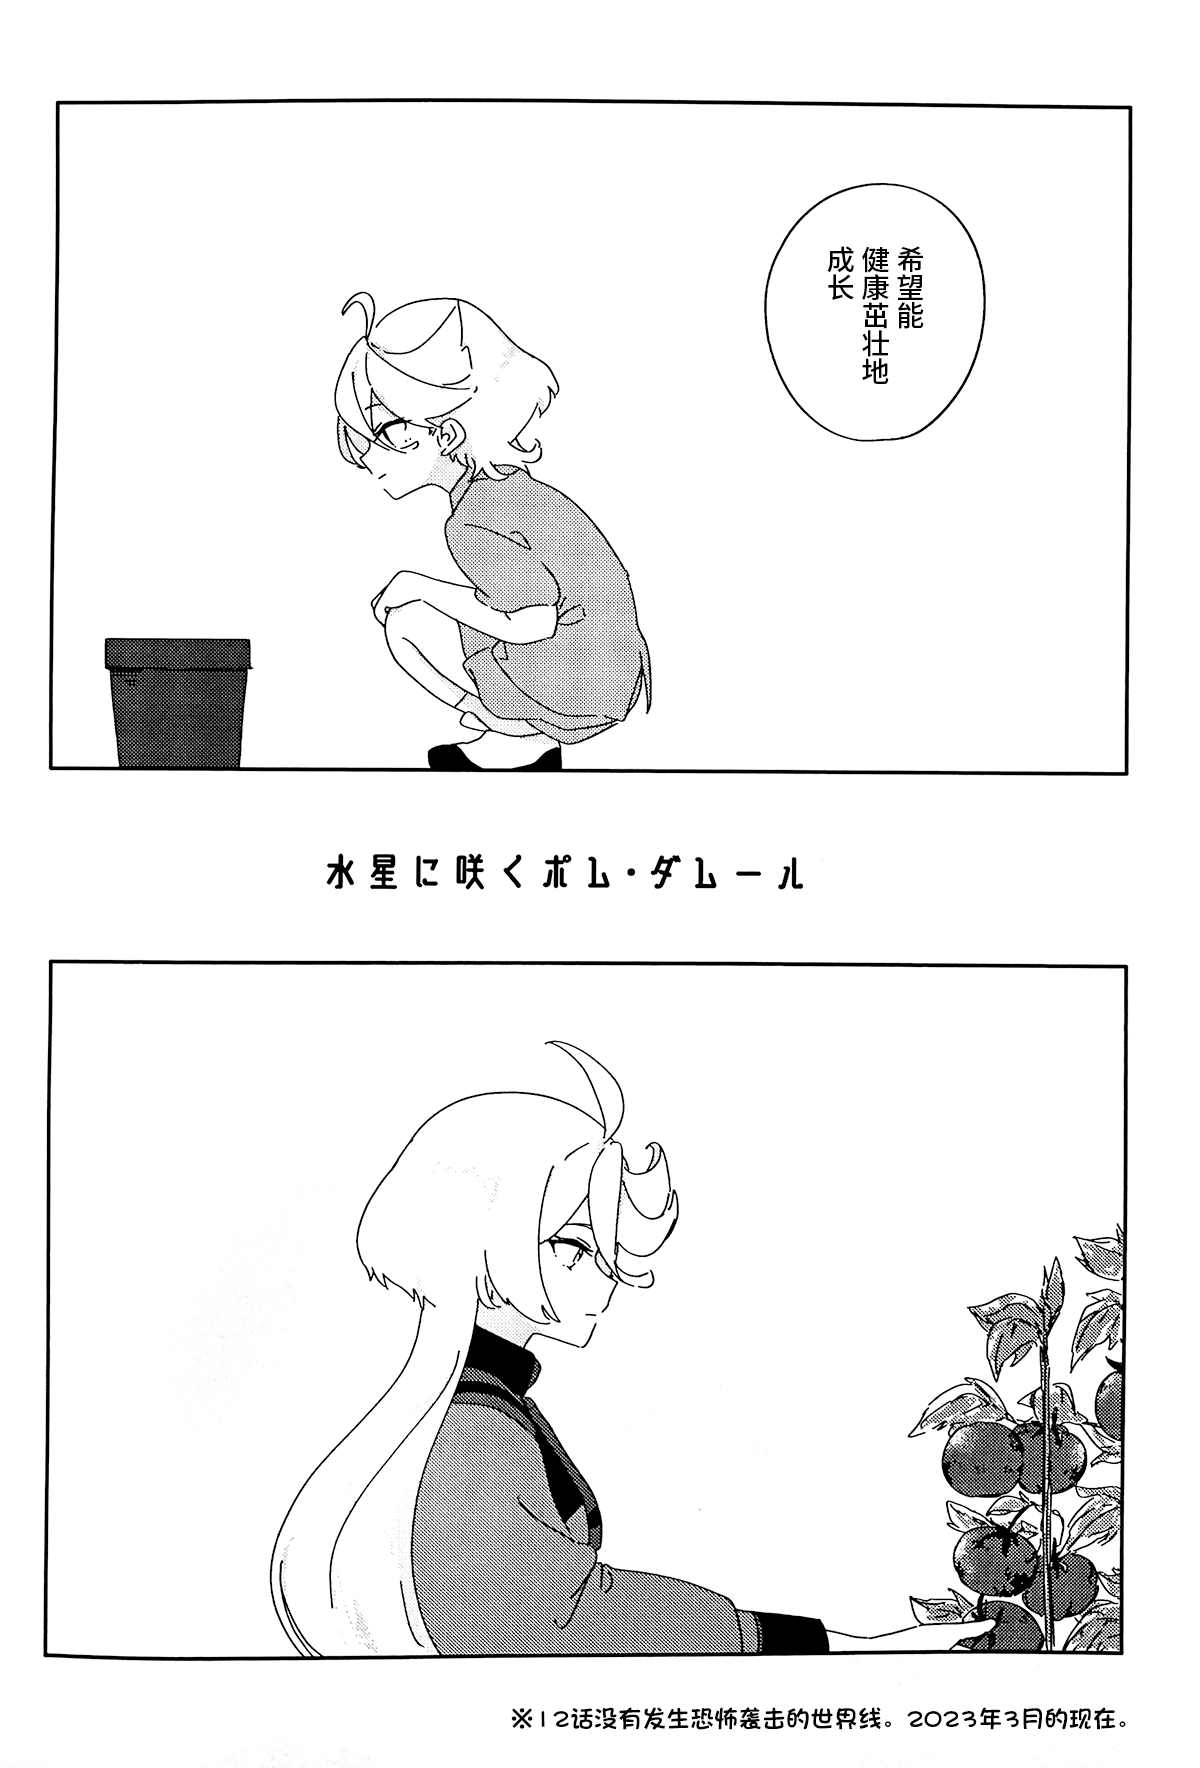 希望能
健康茁壮地
成长
水星に咲くポム・ダムール
※12话没有发生恐怖袭击的世界线。2023年3月的现在。